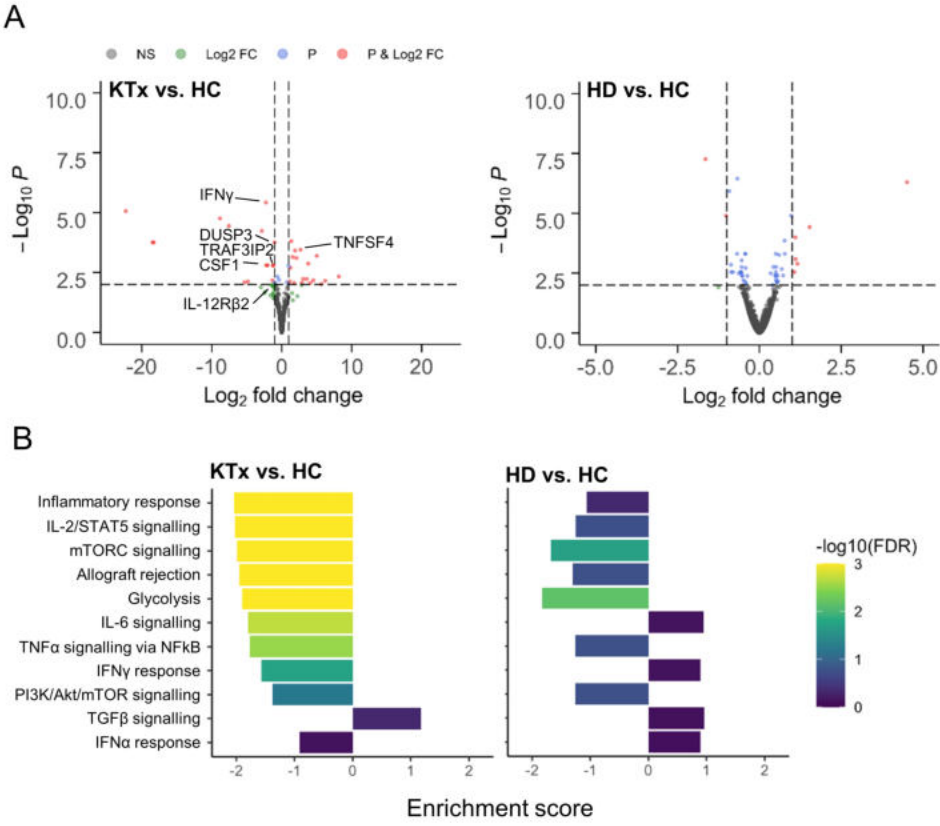 A
NS Log2 FC P P & Log2 FC
KTx vs. HC
10.0
7.5
5.0
2.5
0.0
− Log10 P
IFNγ
DUSP3
TRAF3IP2
CSF1
IL-12Rβ2
TNFSF4
-20 -10 0 10 20
Log2 fold change
HD vs. HC
10.0
7.5
5.0
2.5
0.0
− Log10 P
-5.0 -2.5 0.0 2.5 5.0
Log2 fold change
B
KTx vs. HC
HD vs. HC
Inflammatory response
IL-2/STAT5 signalling
mTORC signalling
Allograft rejection
Glycolysis
IL-6 signalling
TNFα signalling via NFkB
IFNγ response
PI3K/Akt/mTOR signalling
TGFβ signalling
IFNα response
-2 -1 0 1 2
-2 -1 0 1 2
Enrichment score
-log10(FDR)
3
2
1
0